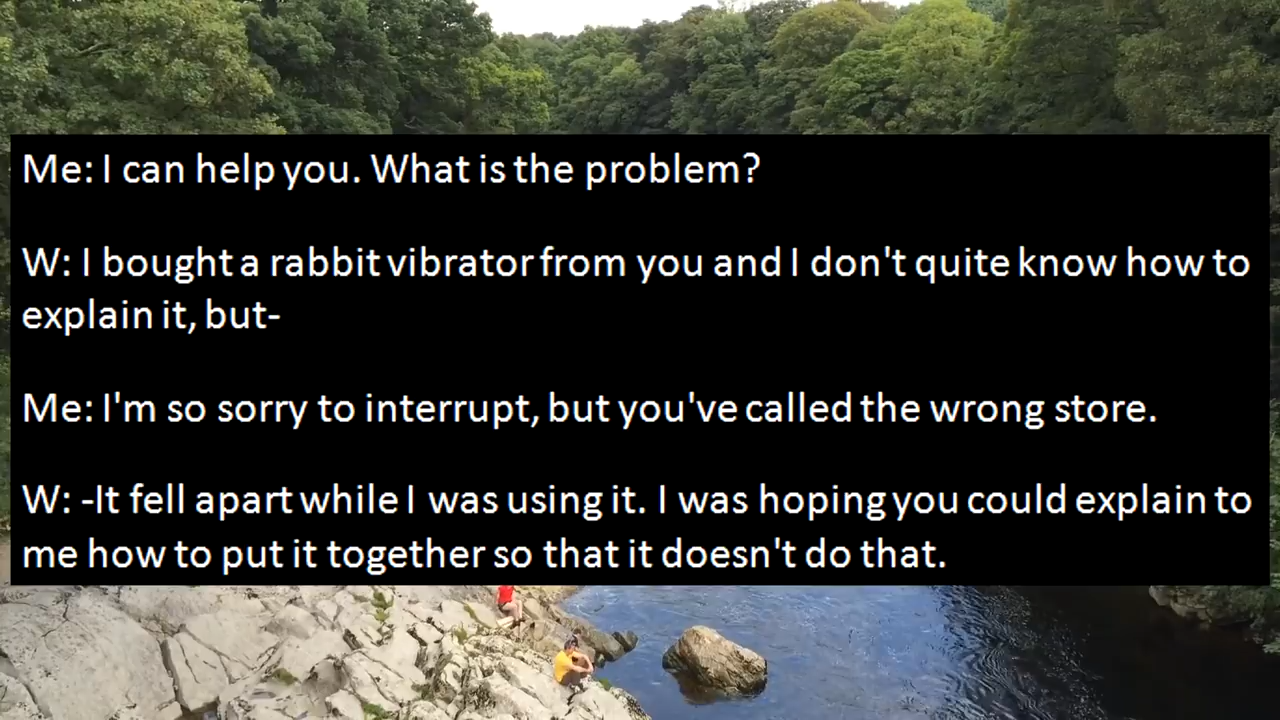 Me: I can help you. What is the problem?
W: I bought a rabbit vibrator from you and I don't quite know how to
explain it, but-
Me: I'm so sorry to interrupt, but you've called the wrong store.
W: -It fell apart while I was using it. I was hoping you could explain to
me how to put it together so that it doesn't do that.